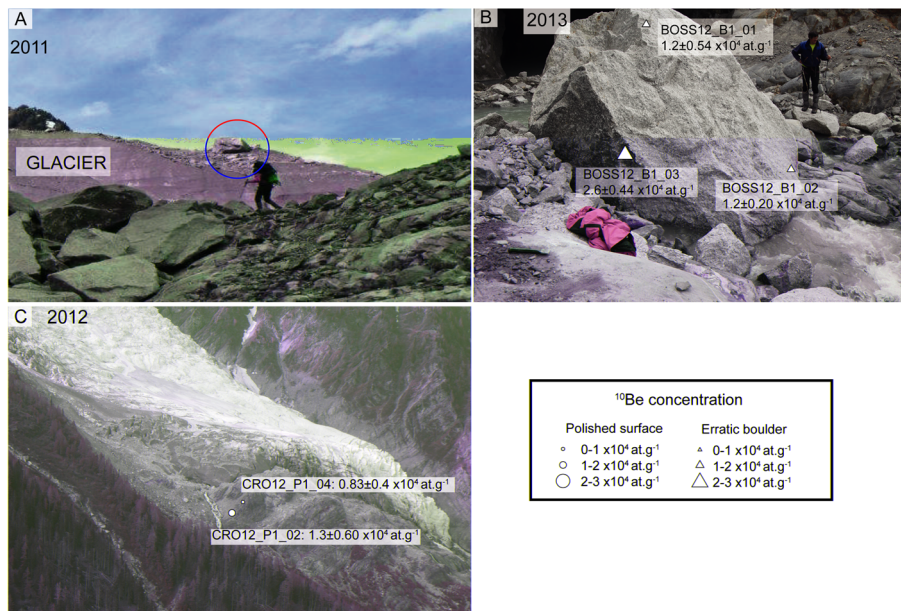 A
2011
GLACIER
B
2013
BOSS12_B1_01
1.2±0.54 x10⁴ at.g⁻¹
BOSS12_B1_03
2.6±0.44 x10⁴ at.g⁻¹
BOSS12_B1_02
1.2±0.20 x10⁴ at.g⁻¹
C
2012
CRO12_P1_04: 0.83±0.4 x10⁴ at.g⁻¹
CRO12_P1_02: 1.3±0.60 x10⁴ at.g⁻¹
¹⁰Be concentration
Polished surface
0-1 x10⁴ at.g⁻¹
1-2 x10⁴ at.g⁻¹
2-3 x10⁴ at.g⁻¹
Erratic boulder
0-1 x10⁴ at.g⁻¹
1-2 x10⁴ at.g⁻¹
2-3 x10⁴ at.g⁻¹